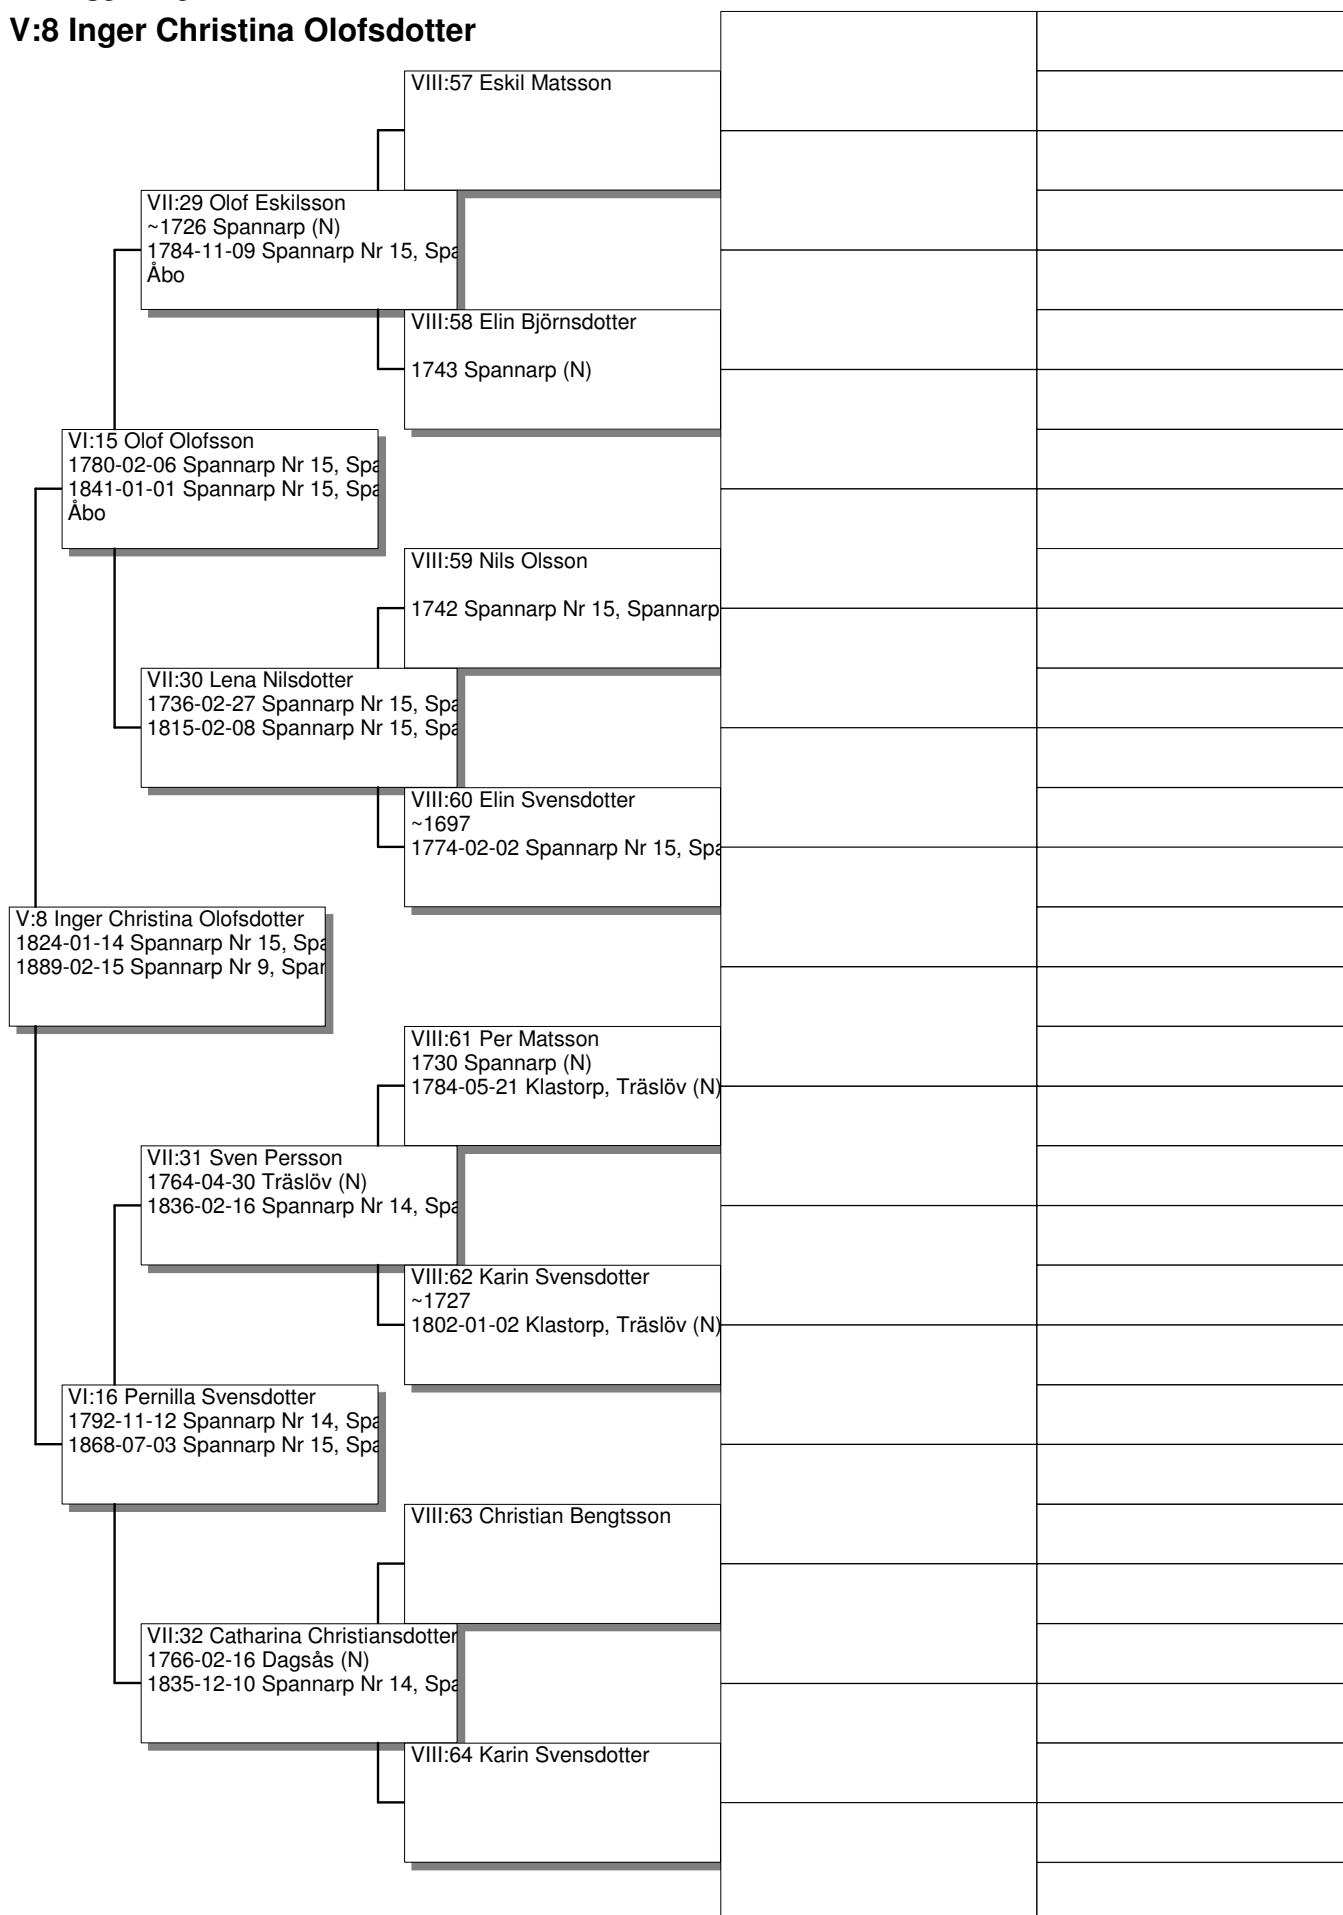 V:8 Inger Christina Olofsdotter
VIII:57 Eskil Matsson
VII:29 Olof Eskilsson
~1726 Spannarp (N)
1784-11-09 Spannarp Nr 15, Spa
Åbo
VIII:58 Elin Björnsdotter
1743 Spannarp (N)
VI:15 Olof Olofsson
1780-02-06 Spannarp Nr 15, Spa
1841-01-01 Spannarp Nr 15, Spa
Åbo
VIII:59 Nils Olsson
1742 Spannarp Nr 15, Spannarp
VII:30 Lena Nilsdotter
1736-02-27 Spannarp Nr 15, Spa
1815-02-08 Spannarp Nr 15, Spa
VIII:60 Elin Svensdotter
~1697
1774-02-02 Spannarp Nr 15, Spa
V:8 Inger Christina Olofsdotter
1824-01-14 Spannarp Nr 15, Spa
1889-02-15 Spannarp Nr 9, Span
VIII:61 Per Matsson
1730 Spannarp (N)
1784-05-21 Klastorp, Träslöv (N)
VII:31 Sven Persson
1764-04-30 Träslöv (N)
1836-02-16 Spannarp Nr 14, Spa
VIII:62 Karin Svensdotter
~1727
1802-01-02 Klastorp, Träslöv (N)
VI:16 Pernilla Svensdotter
1792-11-12 Spannarp Nr 14, Spa
1868-07-03 Spannarp Nr 15, Spa
VIII:63 Christian Bengtsson
VII:32 Catharina Christiansdotter
1766-02-16 Dagsås (N)
1835-12-10 Spannarp Nr 14, Spa
VIII:64 Karin Svensdotter